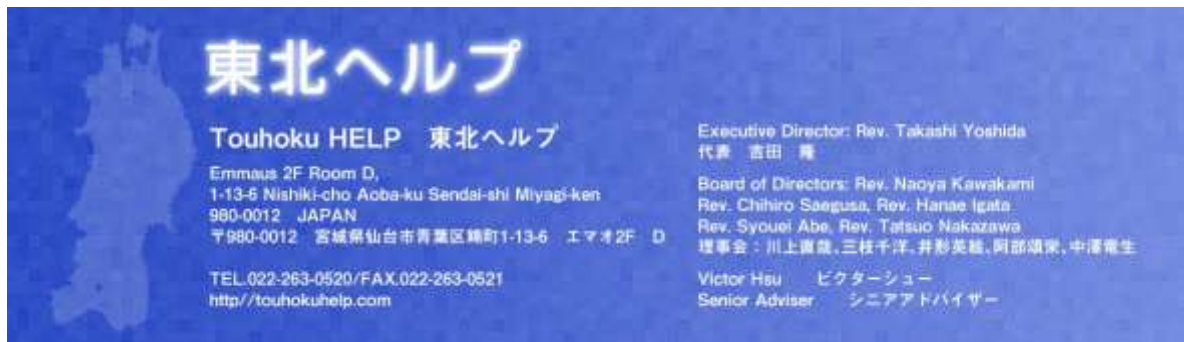 東北ヘルプ
Touhoku HELP 東北ヘルプ
Emmaus 2F Room D,
1-13-6 Nishiki-cho Aoba-ku Sendai-shi Miyagi-ken
980-0012 JAPAN
〒980-0012 宮城県仙台市青葉区錦町1-13-6 エマオ2F D
TEL.022-263-0520/FAX.022-263-0521
http//touhokuhelp.com
Executive Director: Rev. Takashi Yoshida
代表 吉田 隆
Board of Directors: Rev. Naoya Kawakami
Rev. Chihiro Saegusa, Rev. Hanae Igata
Rev. Syouei Abe, Rev. Tatsuo Nakazawa
理事会：川上直哉、三枝千洋、井形英絵、阿部頌栄、中澤竜生
Victor Hsu ビクターシュー
Senior Adviser シニアアドバイザー